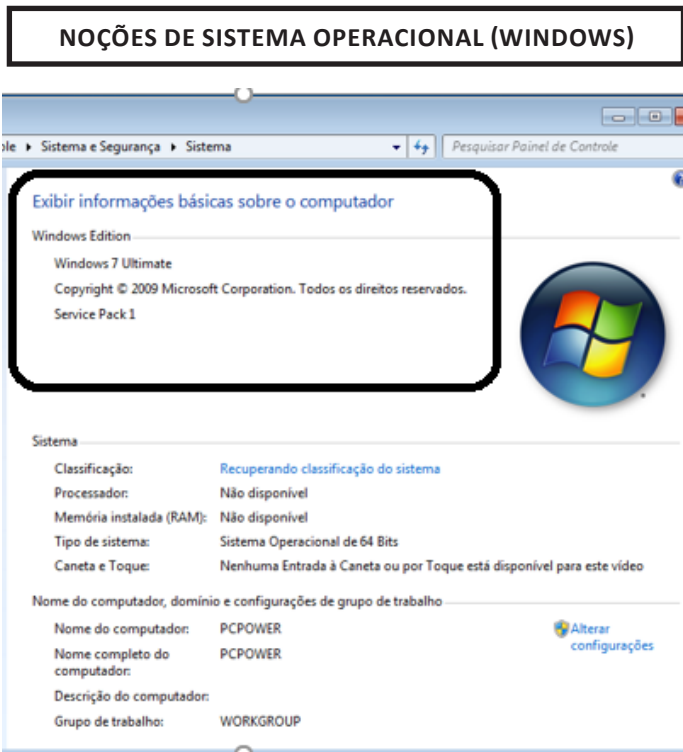 NOÇÕES DE SISTEMA OPERACIONAL (WINDOWS)
Sistema e Segurança ▸ Sistema
Pesquisar Painel de Controle
Exibir informações básicas sobre o computador
Windows Edition
Windows 7 Ultimate
Copyright © 2009 Microsoft Corporation. Todos os direitos reservados.
Service Pack 1
Sistema
Classificação: Recuperando classificação do sistema
Processador: Não disponível
Memória instalada (RAM): Não disponível
Tipo de sistema: Sistema Operacional de 64 Bits
Caneta e Toque: Nenhuma Entrada à Caneta ou por Toque está disponível para este vídeo
Nome do computador, domínio e configurações de grupo de trabalho
Nome do computador: PCPOWER
Alterar configurações
Nome completo do computador: PCPOWER
Descrição do computador:
Grupo de trabalho: WORKGROUP